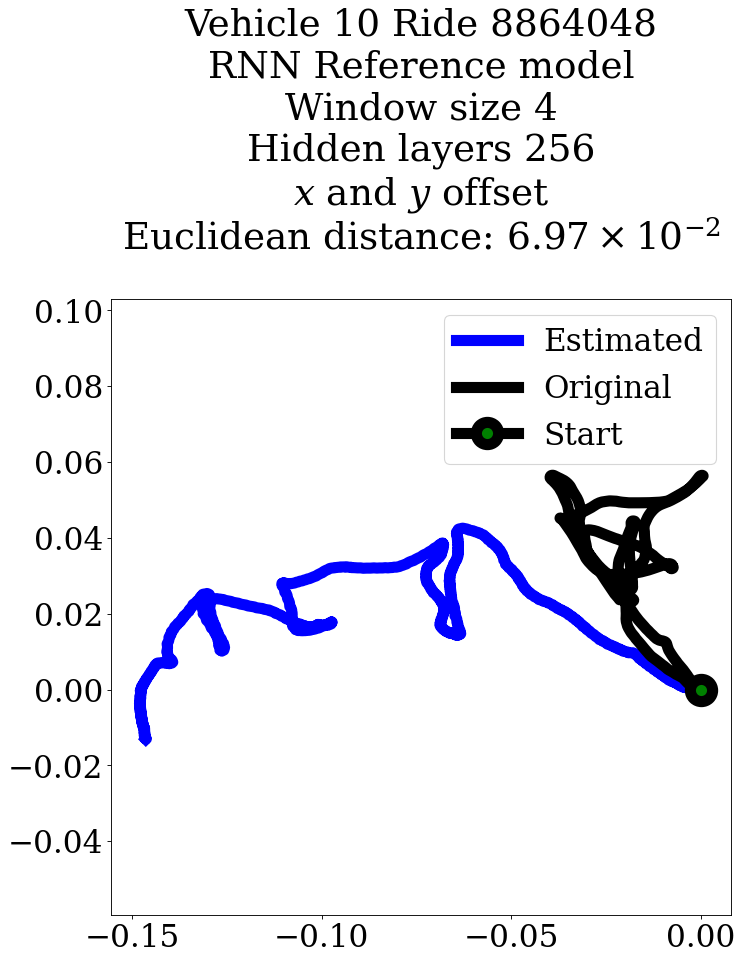 Vehicle 10 Ride 8864048
RNN Reference model
Window size 4
Hidden layers 256
x and y offset
Euclidean distance: 6.97 × 10⁻²
Estimated
Original
Start
0.10
0.08
0.06
0.04
0.02
0.00
−0.02
−0.04
−0.15 −0.10 −0.05 0.00